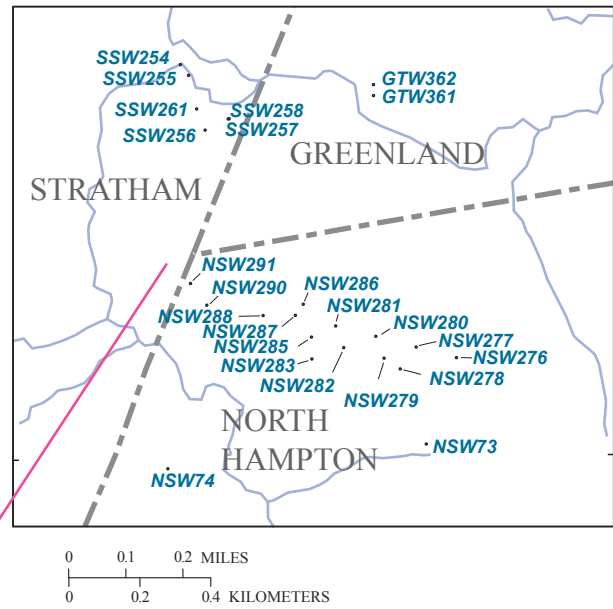 SSW254
SSW255
GTW362
GTW361
SSW261
SSW258
SSW256
SSW257
GREENLAND
STRATHAM
NSW291
NSW290
NSW286
NSW281
NSW288
NSW287
NSW280
NSW285
NSW277
NSW283
NSW276
NSW282
NSW278
NSW279
NORTH
HAMPTON
NSW73
NSW74
0 0.1 0.2 MILES
0 0.2 0.4 KILOMETERS